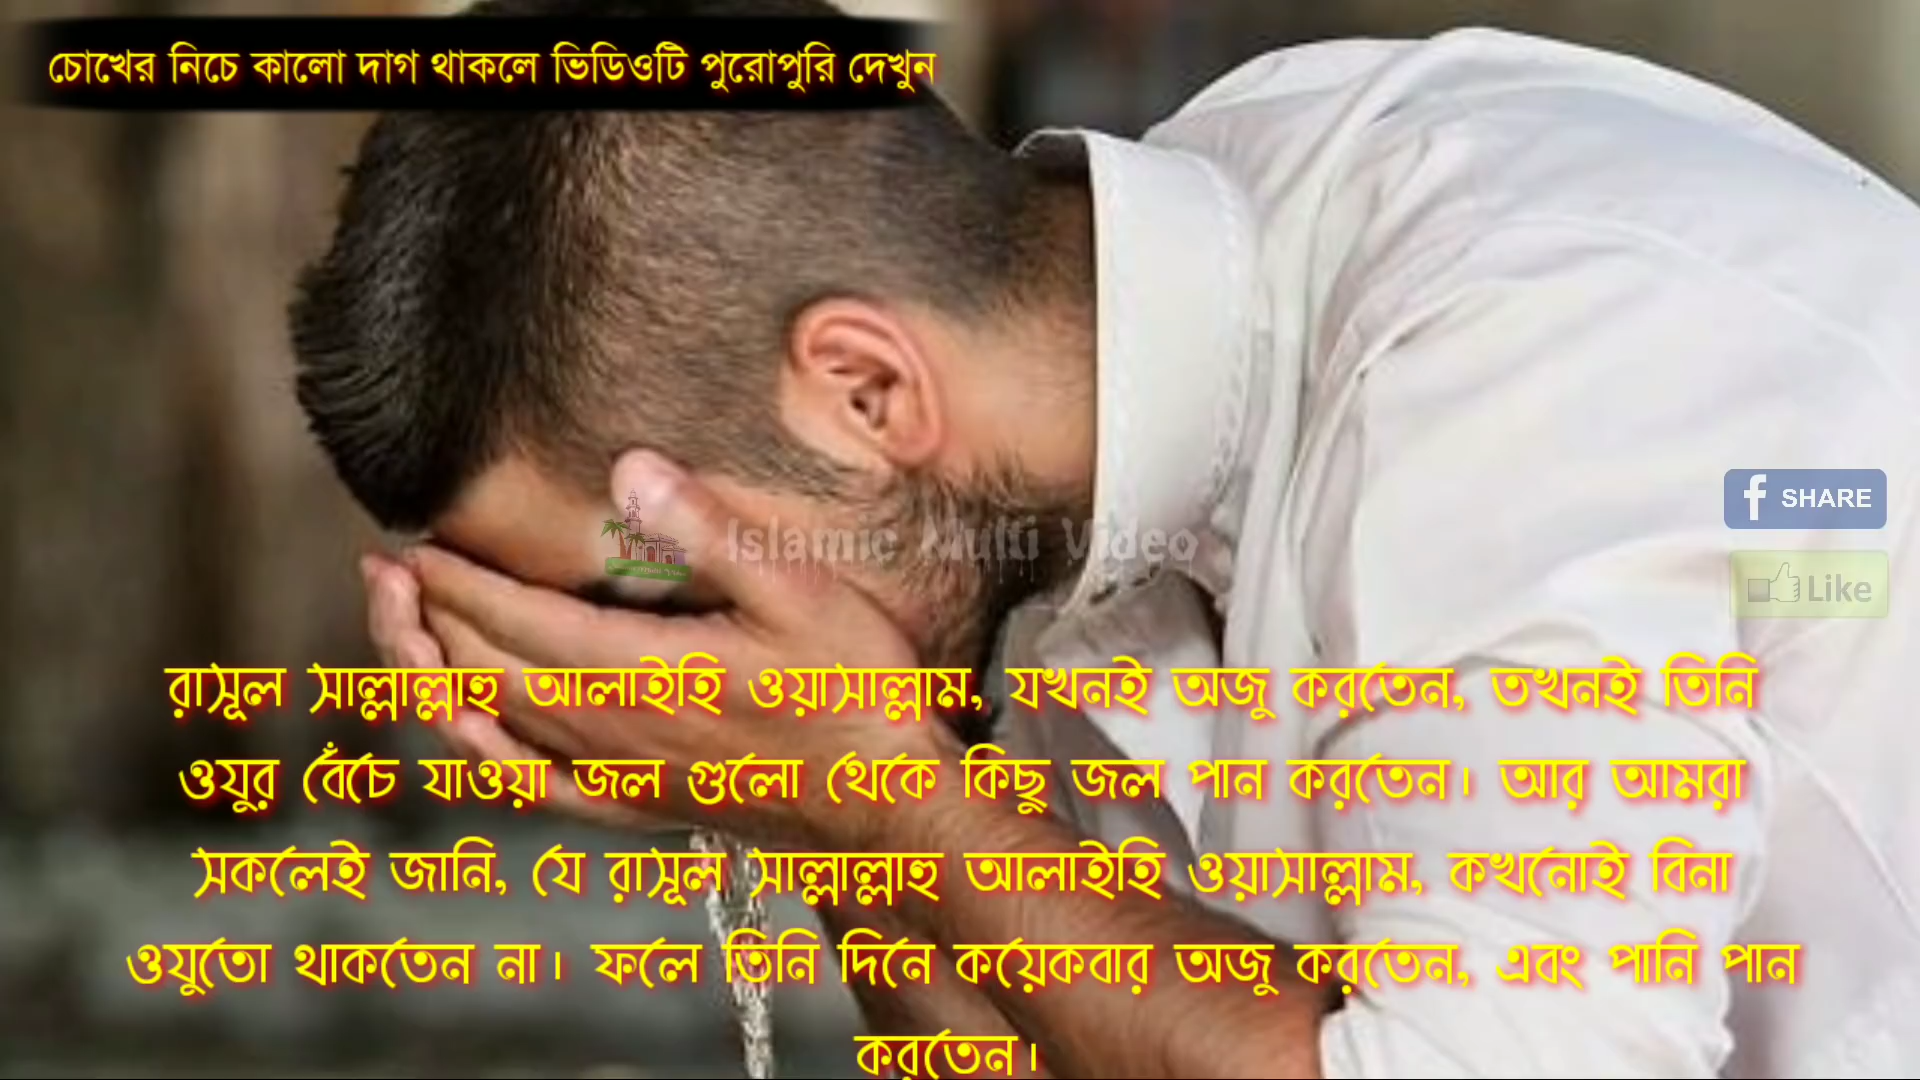 চোখের নিচে কালো দাগ থাকলে ভিডিওটি পুরোপুরি দেখুন
Islamic Multi Video
SHARE
Like
রাসূল সাল্লাল্লাহু আলাইহি ওয়াসাল্লাম, যখনই অজু করতেন, তখনই তিনি
ওযুর বেঁচে যাওয়া জল গুলো থেকে কিছু জল পান করতেন। আর আমরা
সকলেই জানি, যে রাসূল সাল্লাল্লাহু আলাইহি ওয়াসাল্লাম, কখনোই বিনা
ওযুতো থাকতেন না। ফলে তিনি দিনে কয়েকবার অজু করতেন, এবং পানি পান
করতেন।